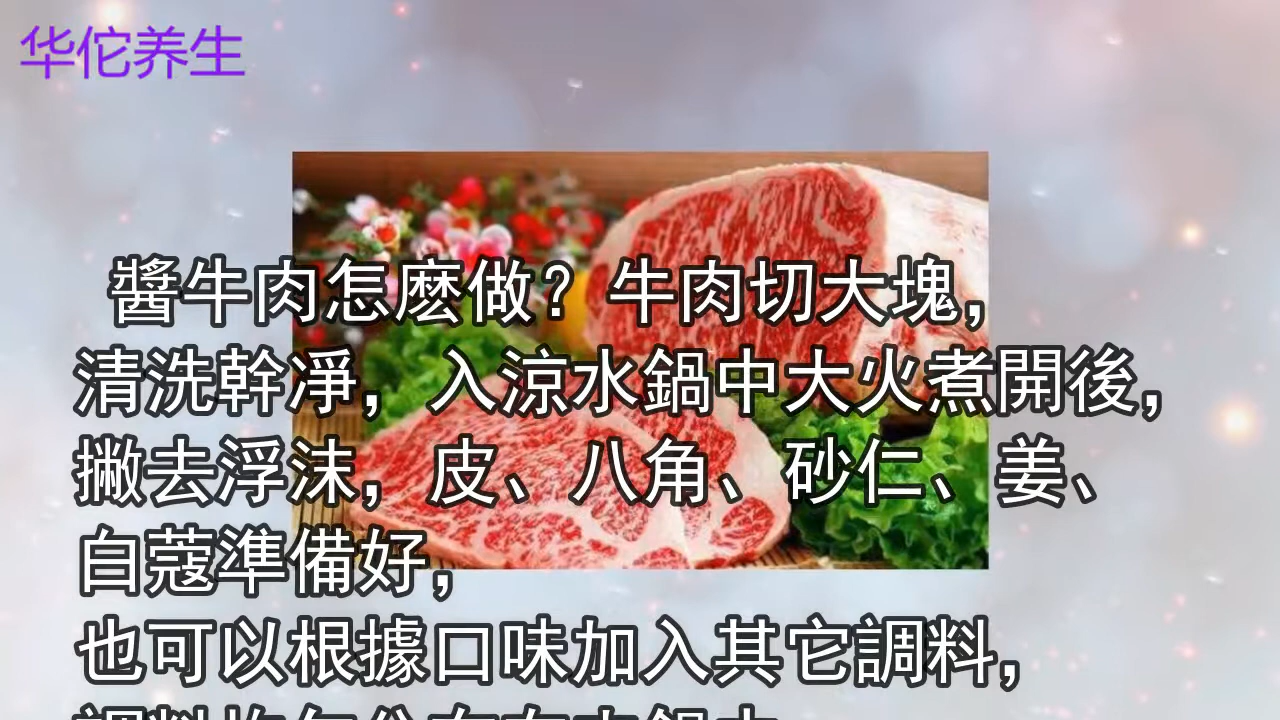 华佗养生
醬牛肉怎麽做？牛肉切大塊，
清洗幹凈，入涼水鍋中大火煮開後，
撇去浮沫，皮、八角、砂仁、姜、
白蔻準備好，
也可以根據口味加入其它調料，